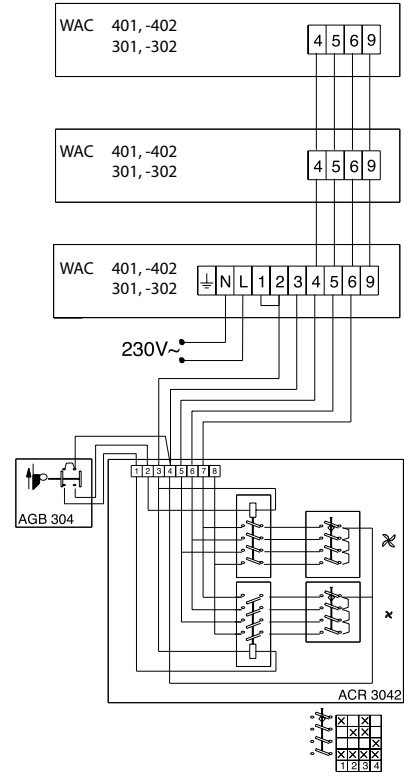 WAC 401, -402
301, -302
4 5 6 9
WAC 401, -402
301, -302
4 5 6 9
WAC 401, -402
301, -302
N L 1 2 3 4 5 6 9
230V~
1 2 3 4 5 6 7 8
AGB 304
ACR 3042
X X
X X
X
X X X X
1 2 3 4